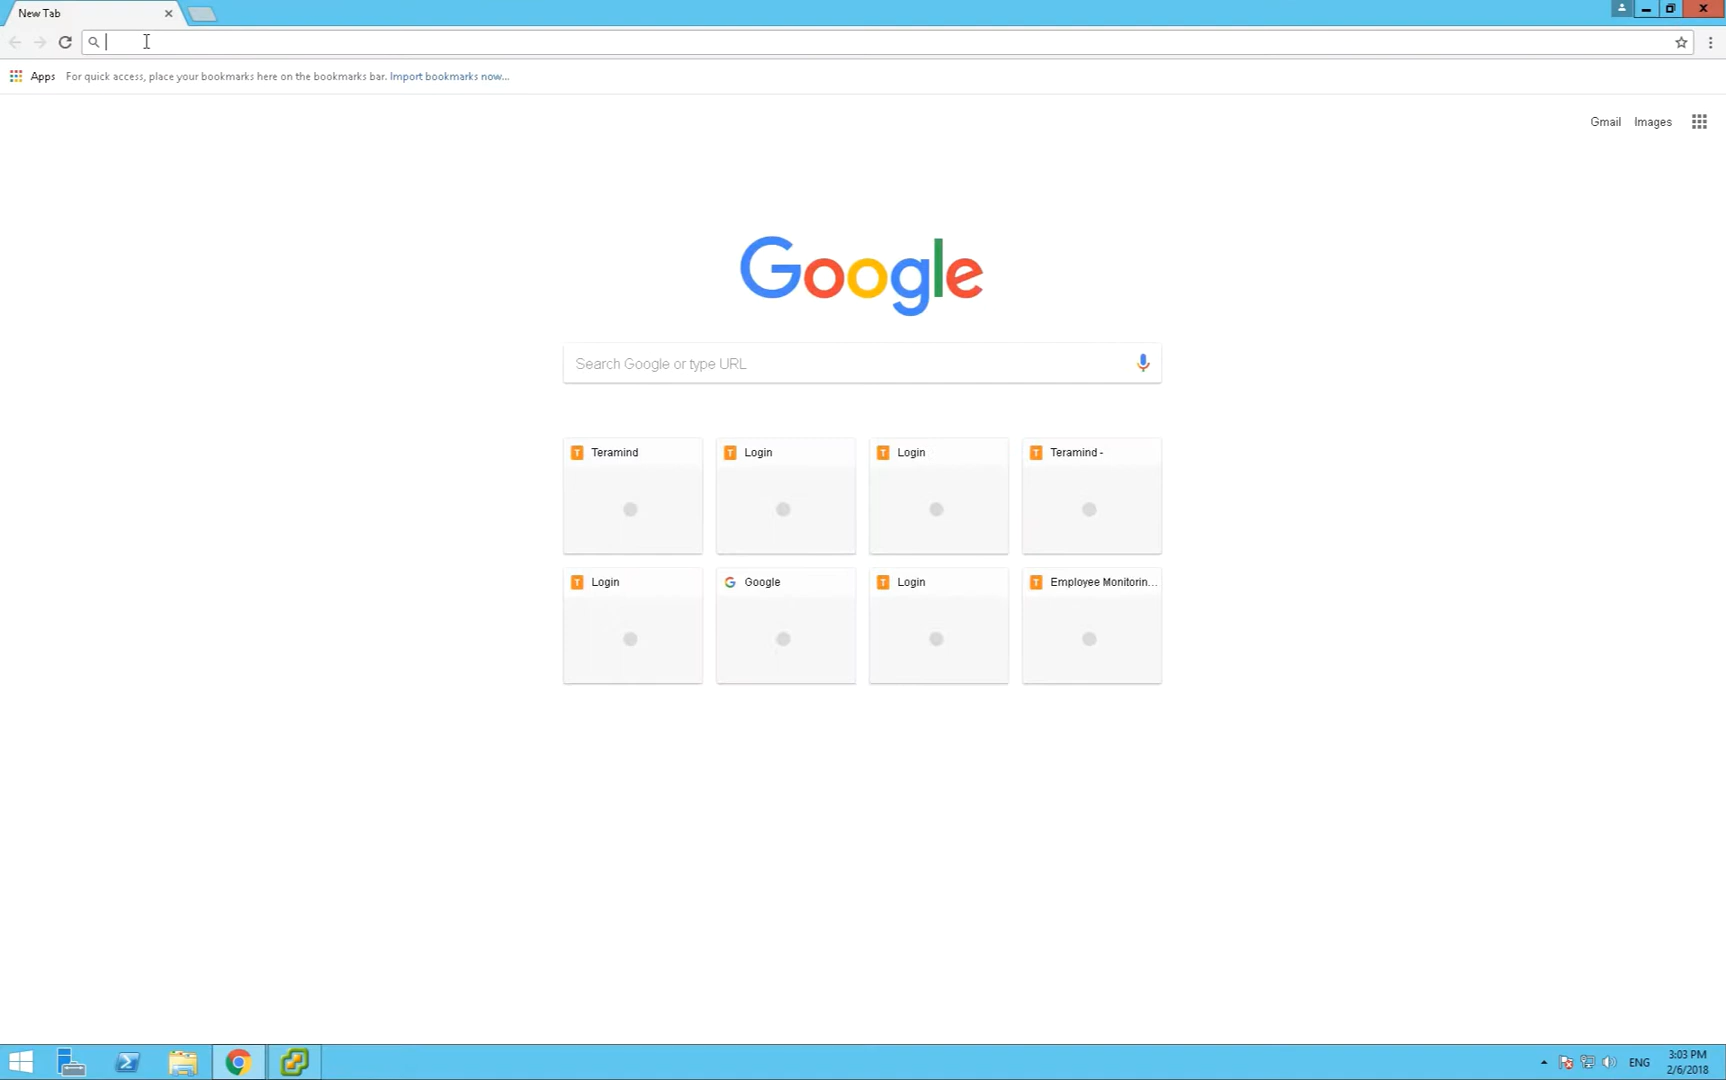 New Tab
Apps For quick access, place your bookmarks here on the bookmarks bar. Import bookmarks now...
Gmail Images
Google
Search Google or type URL
Teramind
Login
Login
Teramind -
Login
Google
Login
Employee Monitorin...
ENG
3:03 PM
2/6/2018